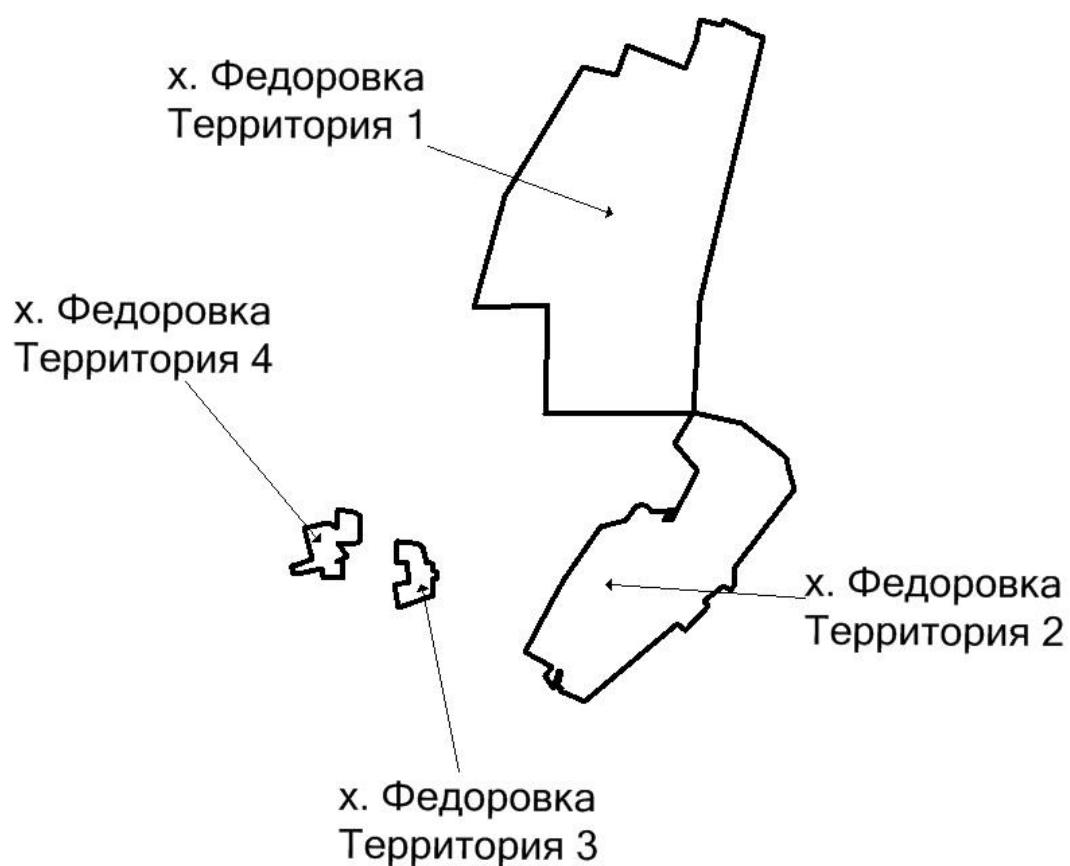 х. Федоровка
Территория 1
х. Федоровка
Территория 4
х. Федоровка
Территория 2
х. Федоровка
Территория 3